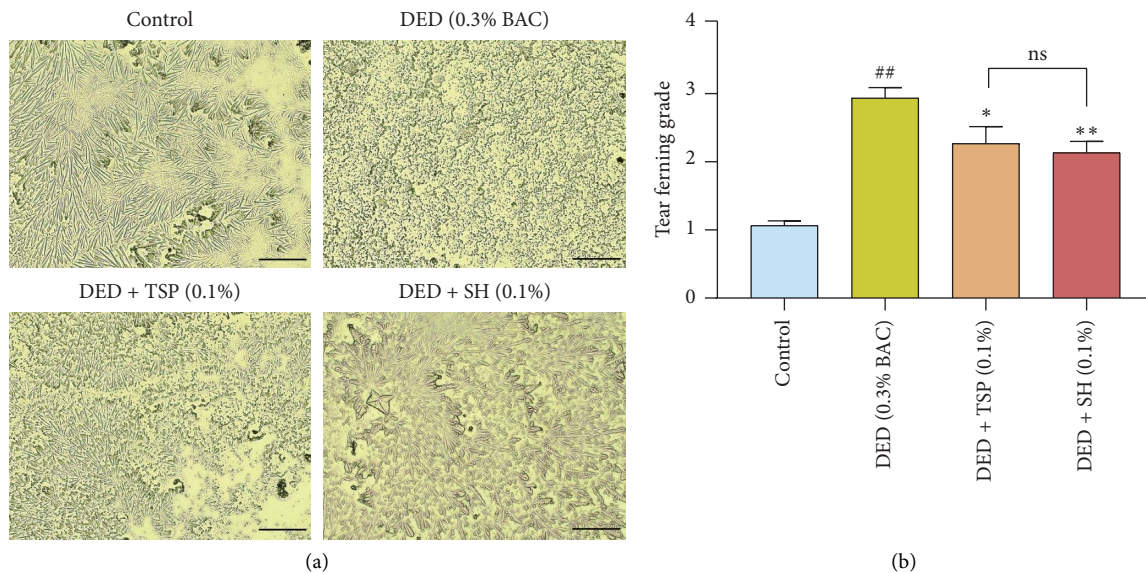 Control
DED (0.3% BAC)
DED + TSP (0.1%)
DED + SH (0.1%)
(a)
Tear ferning grade
4
3
2
1
0
##
*
ns
**
Control
DED (0.3% BAC)
DED + TSP (0.1%)
DED + SH (0.1%)
(b)